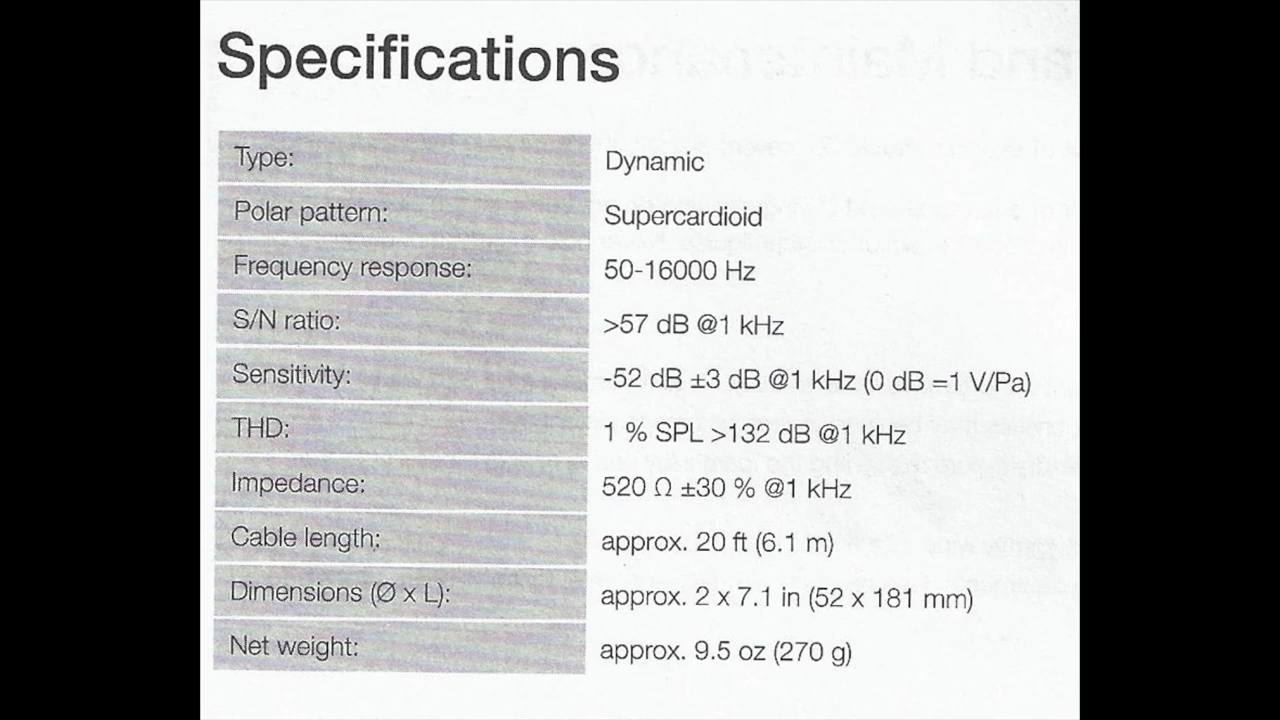 Specifications
Type: Dynamic
Polar pattern: Supercardioid
Frequency response: 50-16000 Hz
S/N ratio: >57 dB @1 kHz
Sensitivity: -52 dB ±3 dB @1 kHz (0 dB =1 V/Pa)
THD: 1 % SPL >132 dB @1 kHz
Impedance: 520 Ω ±30 % @1 kHz
Cable length: approx. 20 ft (6.1 m)
Dimensions (Ø x L): approx. 2 x 7.1 in (52 x 181 mm)
Net weight: approx. 9.5 oz (270 g)